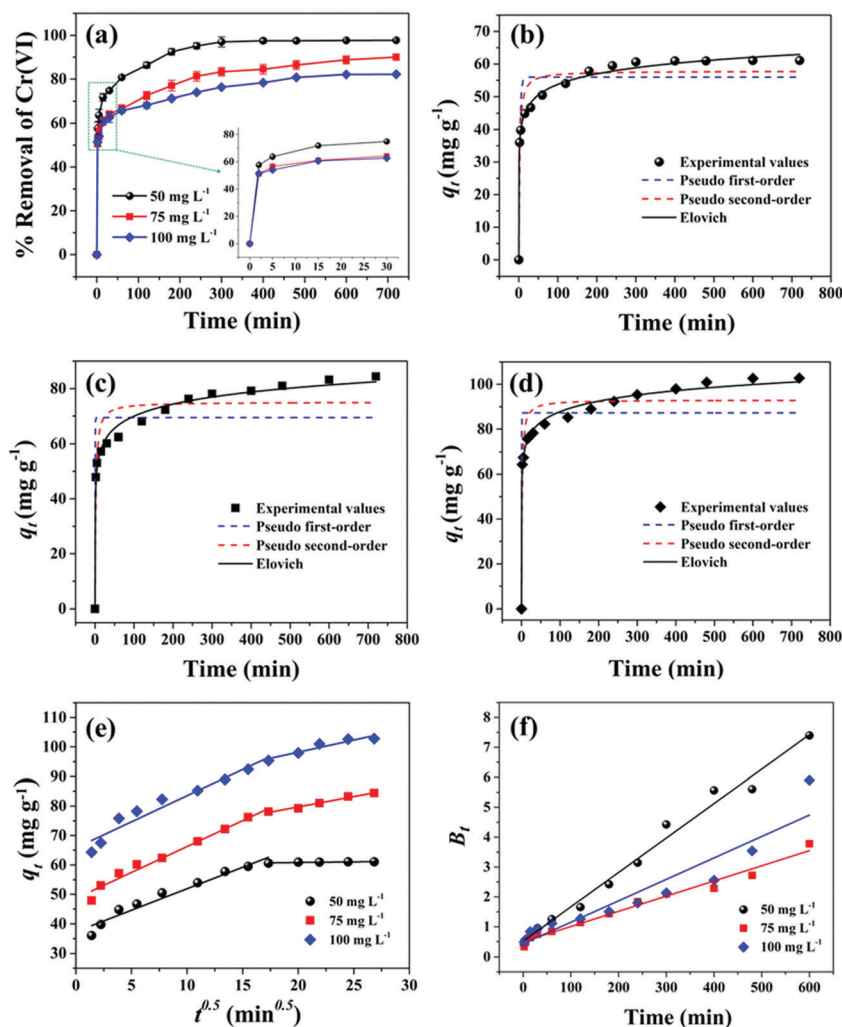 (a)
% Removal of Cr(VI)
100
80
60
40
20
0
80
60
40
20
0
0 5 10 15 20 25 30
50 mg L⁻¹
75 mg L⁻¹
100 mg L⁻¹
0 100 200 300 400 500 600 700
Time (min)
(b)
qt (mg g⁻¹)
70
60
50
40
30
20
10
0
Experimental values
Pseudo first-order
Pseudo second-order
Elovich
0 100 200 300 400 500 600 700 800
Time (min)
(c)
qt (mg g⁻¹)
80
60
40
20
0
Experimental values
Pseudo first-order
Pseudo second-order
Elovich
0 100 200 300 400 500 600 700 800
Time (min)
(d)
qt (mg g⁻¹)
100
80
60
40
20
0
Experimental values
Pseudo first-order
Pseudo second-order
Elovich
0 100 200 300 400 500 600 700 800
Time (min)
(e)
qt (mg g⁻¹)
110
100
90
80
70
60
50
40
30
50 mg L⁻¹
75 mg L⁻¹
100 mg L⁻¹
0 5 10 15 20 25 30
t⁰·⁵ (min⁰·⁵)
(f)
Bt
8
7
6
5
4
3
2
1
0
50 mg L⁻¹
75 mg L⁻¹
100 mg L⁻¹
0 100 200 300 400 500 600
Time (min)